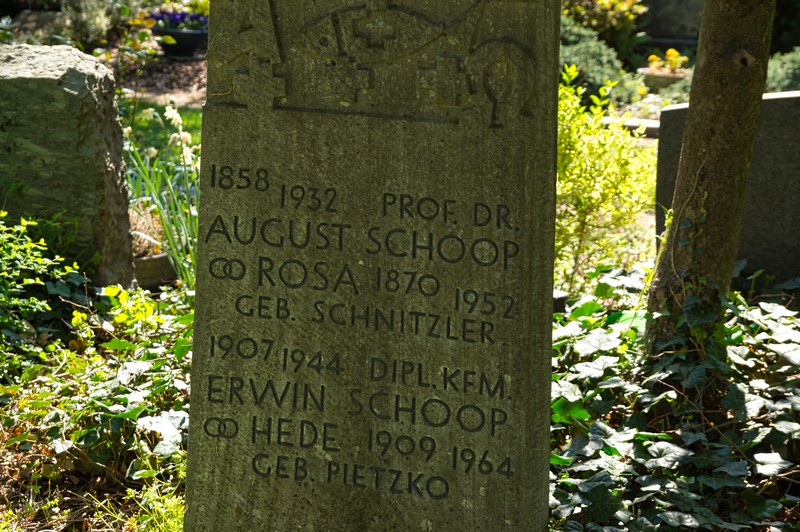 1858 1932 PROF. DR.
AUGUST SCHOOP
⚭ ROSA 1870 1952
GEB. SCHNITZLER
1907 1944 DIPL. KFM.
ERWIN SCHOOP
⚭ HEDE 1909 1964
GEB. PIETZKO